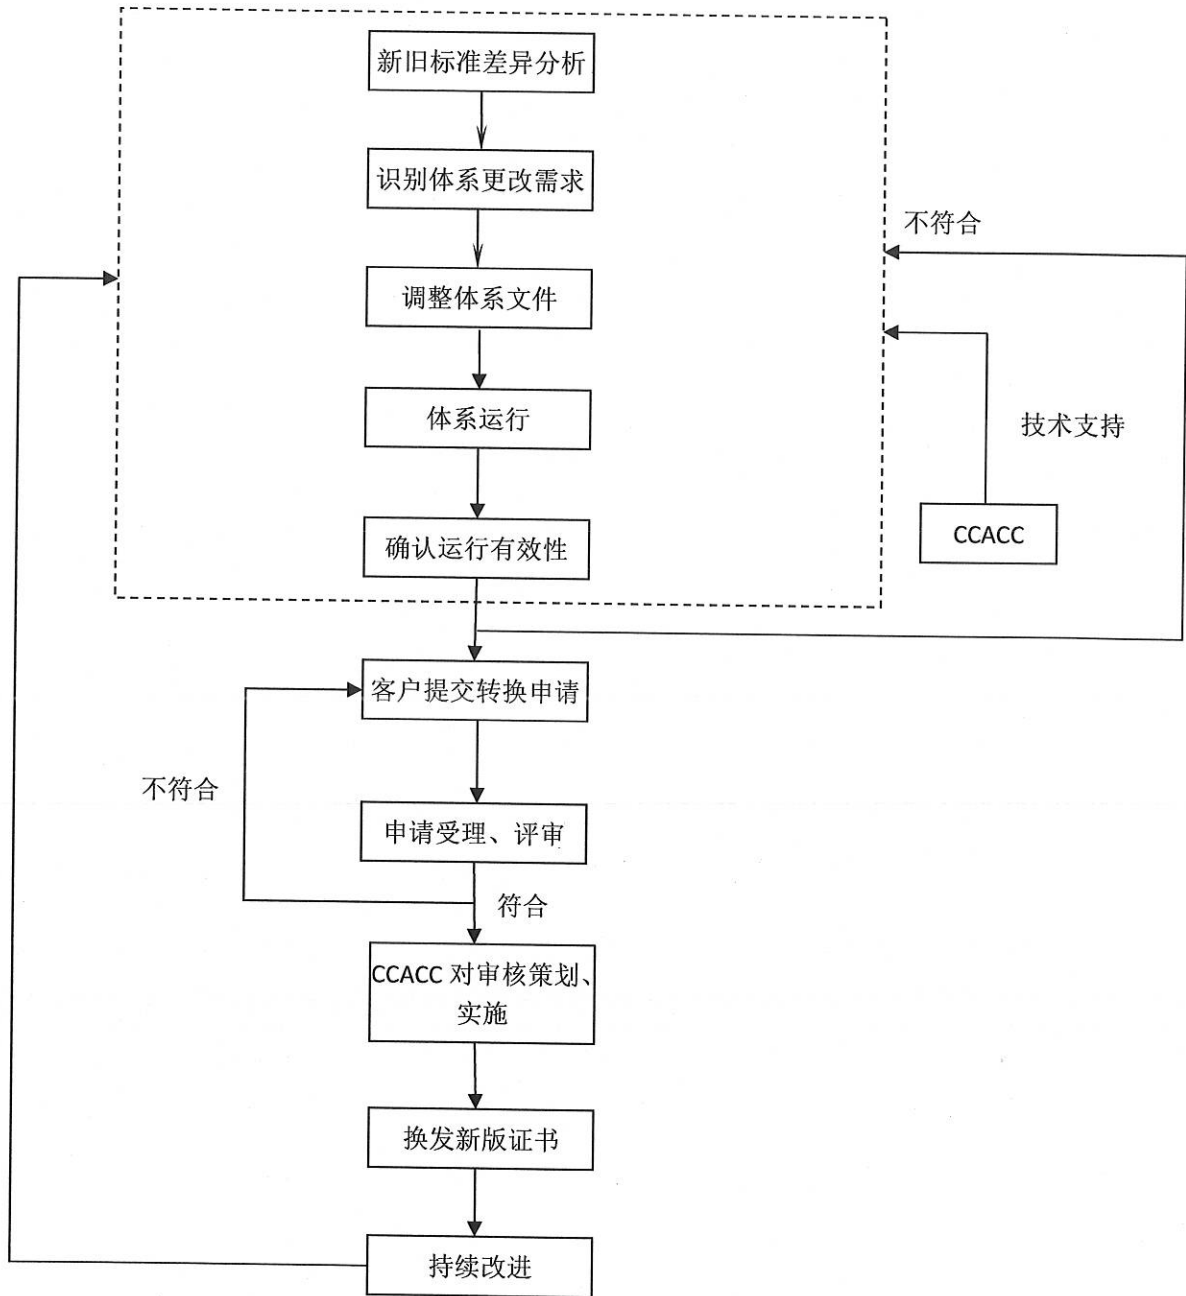 新旧标准差异分析
识别体系更改需求
不符合
调整体系文件
体系运行
技术支持
CCACC
确认运行有效性
客户提交转换申请
不符合
申请受理、评审
符合
CCACC 对审核策划、
实施
换发新版证书
持续改进